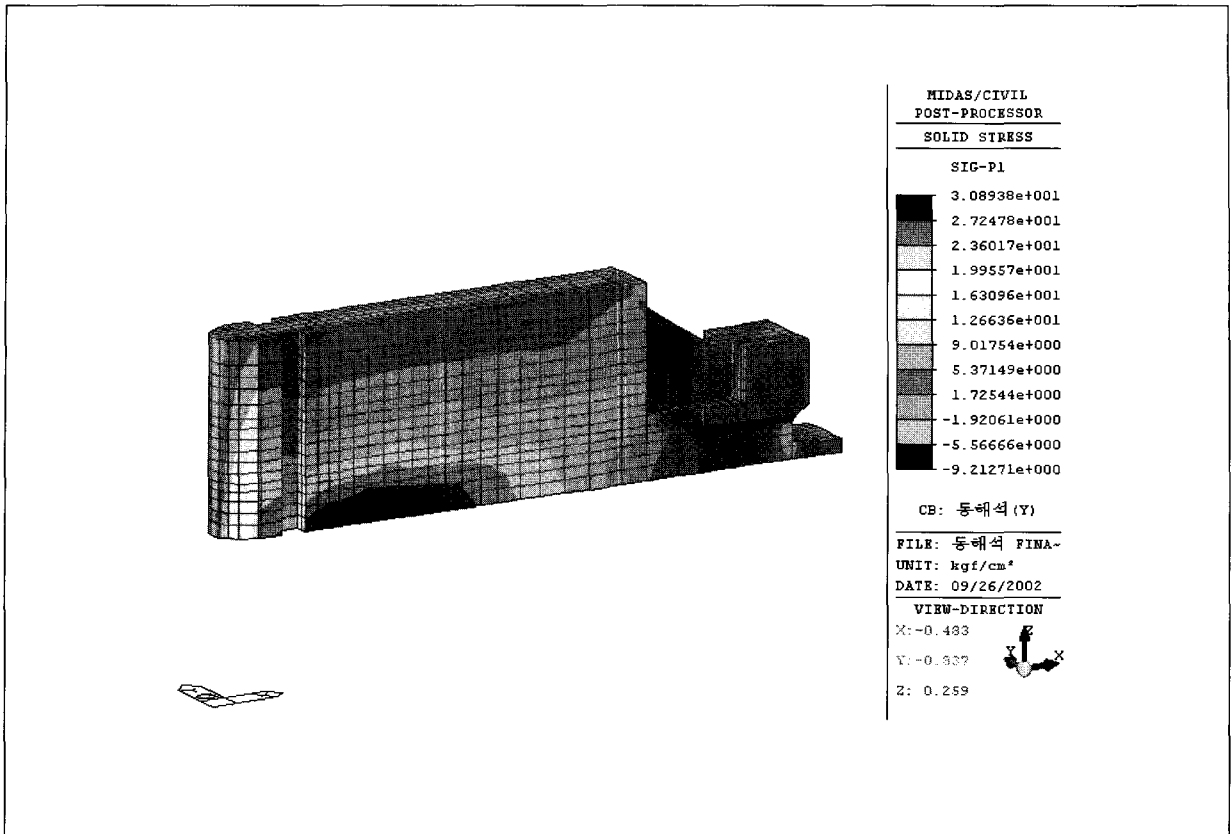 MIDAS/CIVIL
POST-PROCESSOR
SOLID STRESS
SIG-P1
3.08938e+001
2.72478e+001
2.36017e+001
1.99557e+001
1.63096e+001
1.26636e+001
9.01754e+000
5.37149e+000
1.72544e+000
-1.92061e+000
-5.56666e+000
-9.21271e+000
CB: 동해석(Y)
FILE: 동해석 FINA~
UNIT: kgf/cm²
DATE: 09/26/2002
VIEW-DIRECTION
X:-0.483
Y:-0.837
Z: 0.259
Z
Y
X